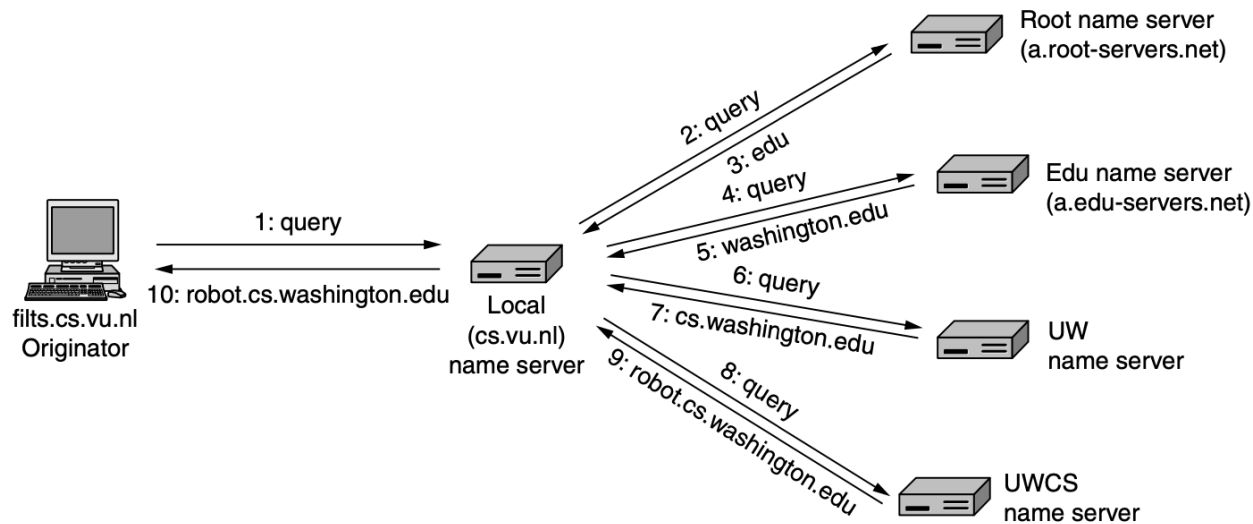 Root name server
(a.root-servers.net)
2: query
3: edu
Edu name server
(a.edu-servers.net)
4: query
5: washington.edu
1: query
10: robot.cs.washington.edu
filts.cs.vu.nl
Originator
Local
(cs.vu.nl)
name server
6: query
7: cs.washington.edu
UW
name server
8: query
9: robot.cs.washington.edu
UWCS
name server